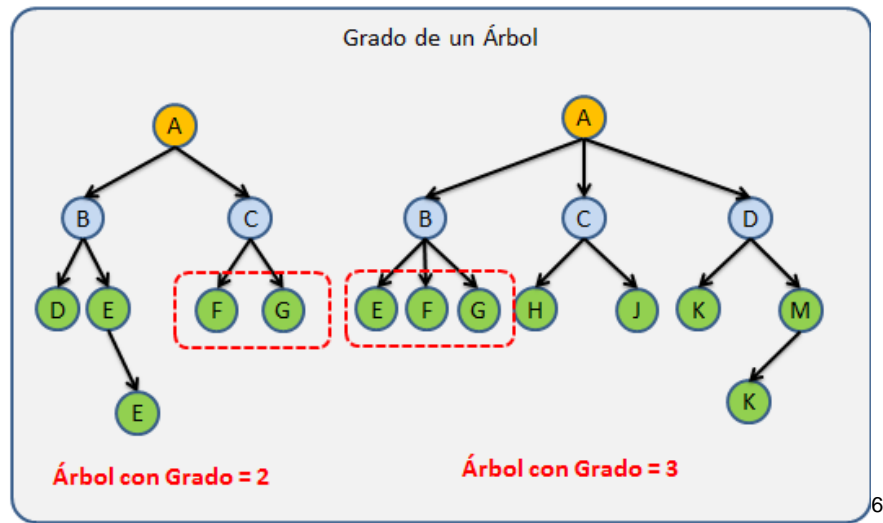 Grado de un Árbol
A
A
B
C
B
C
D
D
E
F
G
E
F
G
H
J
K
M
E
K
Árbol con Grado = 2
Árbol con Grado = 3
6